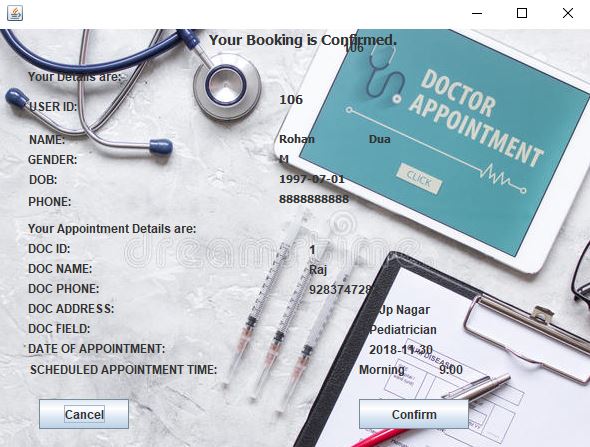 Your Booking is Confirmed.
106
Your Details are:
USER ID: 106
NAME: Rohan Dua
GENDER: M
DOB: 1997-07-01
PHONE: 8888888888
Your Appointment Details are:
DOC ID: 1
DOC NAME: Raj
DOC PHONE: 928374728
DOC ADDRESS: Jp Nagar
DOC FIELD: Pediatrician
DATE OF APPOINTMENT: 2018-11-30
SCHEDULED APPOINTMENT TIME: Morning 9:00
Cancel
Confirm
DOCTOR
APPOINTMENT
CLICK
dreamstime